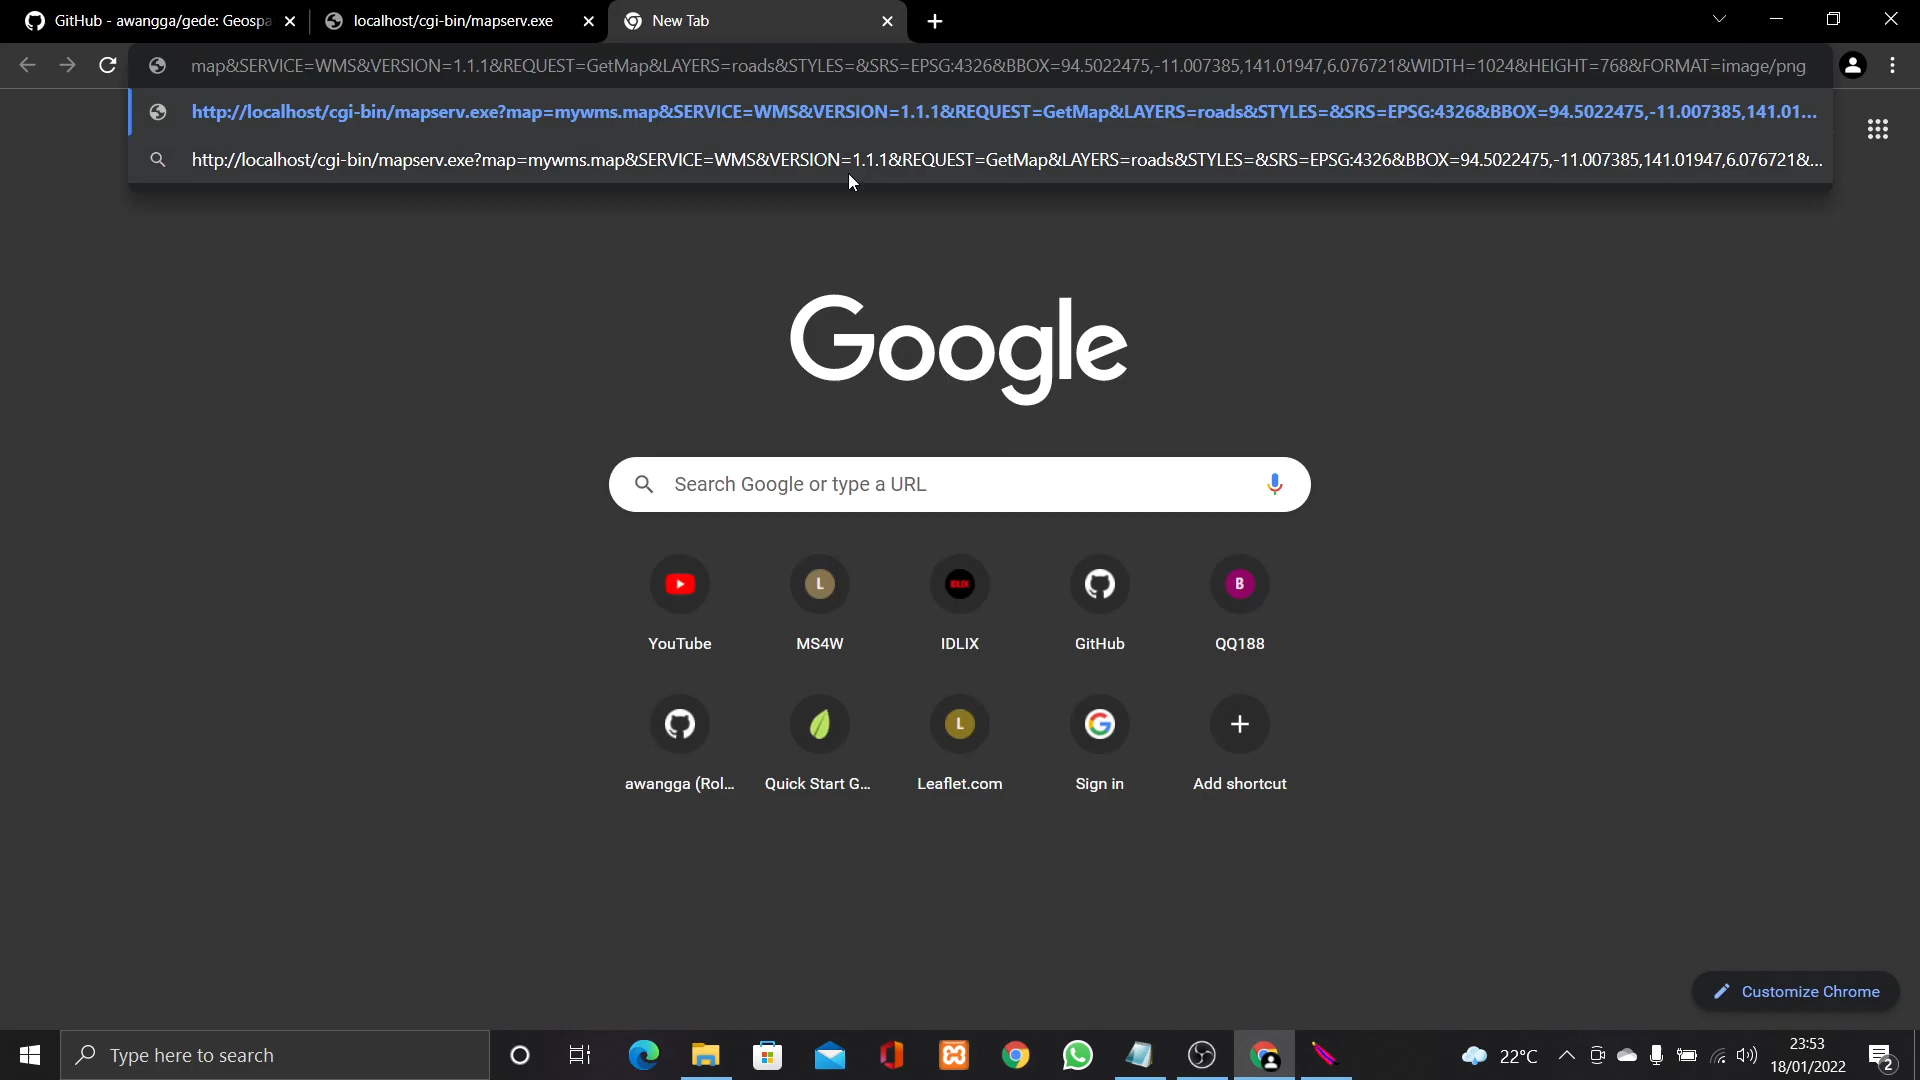 GitHub - awangga/gede: Geospa
localhost/cgi-bin/mapserv.exe
New Tab
map&SERVICE=WMS&VERSION=1.1.1&REQUEST=GetMap&LAYERS=roads&STYLES=&SRS=EPSG:4326&BBOX=94.5022475,-11.007385,141.01947,6.076721&WIDTH=1024&HEIGHT=768&FORMAT=image/png
http://localhost/cgi-bin/mapserv.exe?map=mywms.map&SERVICE=WMS&VERSION=1.1.1&REQUEST=GetMap&LAYERS=roads&STYLES=&SRS=EPSG:4326&BBOX=94.5022475,-11.007385,141.01...
http://localhost/cgi-bin/mapserv.exe?map=mywms.map&SERVICE=WMS&VERSION=1.1.1&REQUEST=GetMap&LAYERS=roads&STYLES=&SRS=EPSG:4326&BBOX=94.5022475,-11.007385,141.01947,6.076721&...
Google
Search Google or type a URL
L
IDLIX
B
YouTube
MS4W
IDLIX
GitHub
QQ188
L
awangga (Rol...
Quick Start G...
Leaflet.com
Sign in
Add shortcut
Customize Chrome
Type here to search
22°C
23:53
18/01/2022
2